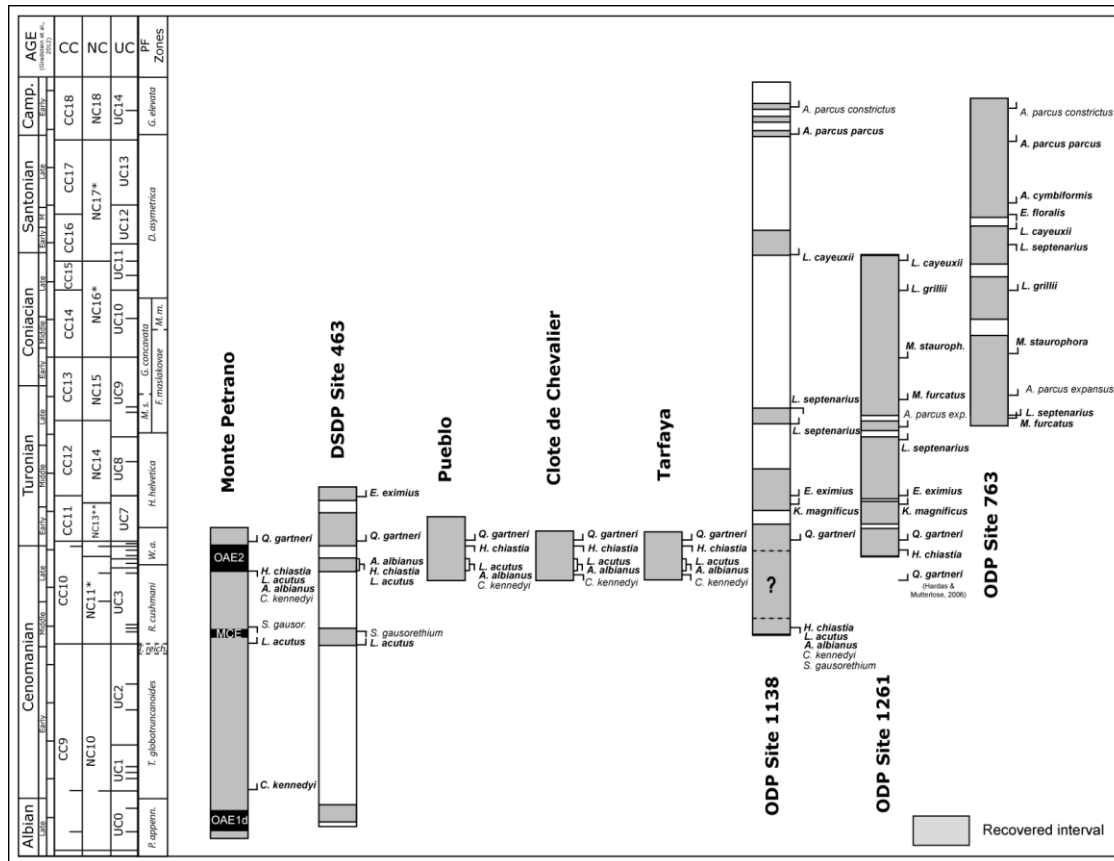 AGE
(Gradstein et al., 2012)
CC
NC
UC
PF
Zones
Camp.
Santonian
Coniacian
Turonian
Cenomanian
Albian
Early
Late
M
Early
Late
Middle
Early
Late
Middle
Early
Late
Middle
Early
Late
CC18
CC17
CC16
CC15
CC14
CC13
CC12
CC11
CC10
CC9
NC18
NC17*
NC16*
NC15
NC14
NC13**
NC11*
NC10
UC14
UC13
UC12
UC11
UC10
UC9
UC8
UC7
UC3
UC2
UC1
UC0
G. elevata
D. asymetrica
G. concavata
M. m.
M. s.
F. maslakovae
H. helvetica
W. a.
R. cushmani
T. globotruncanoides
P. appenn.
Monte Petrano
Q. gartneri
OAE2
H. chiastia
L. acutus
A. albianus
C. kennedyi
S. gausor.
MCE
L. acutus
C. kennedyi
OAE1d
DSDP Site 463
E. eximius
Q. gartneri
A. albianus
H. chiastia
L. acutus
S. gausorethium
L. acutus
Pueblo
Q. gartneri
H. chiastia
L. acutus
A. albianus
C. kennedyi
Clote de Chevalier
Q. gartneri
H. chiastia
L. acutus
A. albianus
C. kennedyi
Tarfaya
Q. gartneri
H. chiastia
L. acutus
A. albianus
C. kennedyi
A. parcus constrictus
A. parcus parcus
L. cayeuxii
L. septenarius
L. septenarius
E. eximius
K. magnificus
Q. gartneri
?
H. chiastia
L. acutus
A. albianus
C. kennedyi
S. gausorethium
ODP Site 1138
L. cayeuxii
L. grillii
M. stauroph.
M. furcatus
A. parcus exp.
L. septenarius
E. eximius
K. magnificus
Q. gartneri
H. chiastia
Q. gartneri
(Hardas &
Mutterlose, 2006)
ODP Site 1261
A. parcus constrictus
A. parcus parcus
A. cymbiformis
E. floralis
L. cayeuxii
L. septenarius
L. grillii
M. staurophora
A. parcus expansus
L. septenarius
M. furcatus
ODP Site 763
Recovered interval